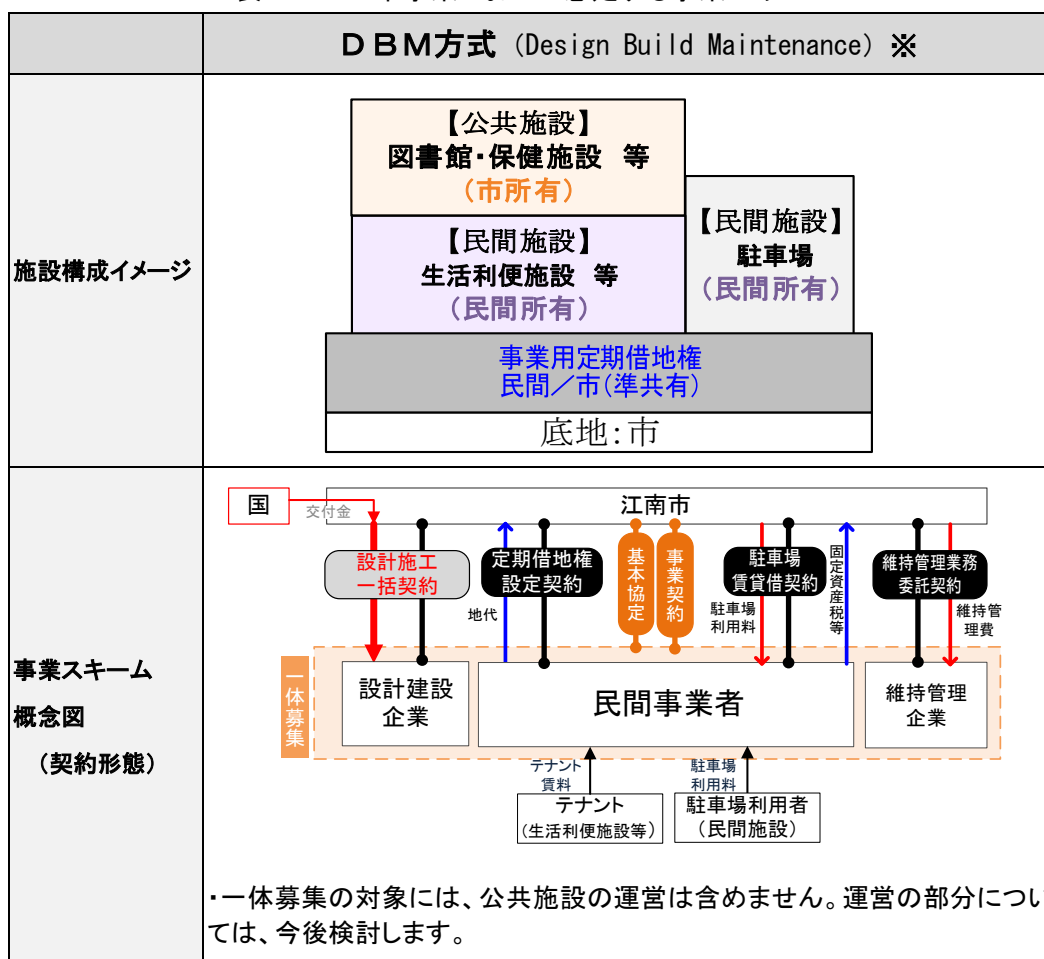 DBM方式 (Design Build Maintenance) ※
施設構成イメージ
【公共施設】
図書館・保健施設 等
(市所有)
【民間施設】
生活利便施設 等
(民間所有)
【民間施設】
駐車場
(民間所有)
事業用定期借地権
民間/市(準共有)
底地:市
事業スキーム
概念図
(契約形態)
国
交付金
江南市
設計施工
一括契約
定期借地権
設定契約
地代
基本協定
事業契約
駐車場
賃貸借契約
駐車場
利用料
固定資産税等
維持管理業務
委託契約
維持管
理費
一体募集
設計建設
企業
民間事業者
維持管理
企業
テナント
賃料
駐車場
利用料
テナント
(生活利便施設等)
駐車場利用者
(民間施設)
・一体募集の対象には、公共施設の運営は含めません。運営の部分につい
ては、今後検討します。